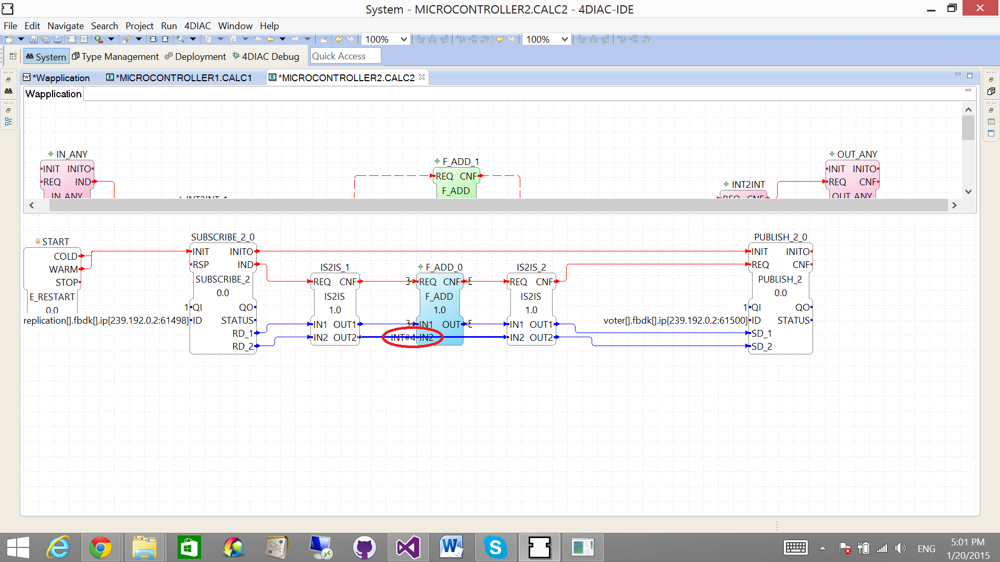 System - MICROCONTROLLER2.CALC2 - 4DIAC-IDE
File Edit Navigate Search Project Run 4DIAC Window Help
100% 100%
System Type Management Deployment 4DIAC Debug Quick Access
*Wapplication *MICROCONTROLLER1.CALC1 *MICROCONTROLLER2.CALC2
Wapplication
IN_ANY
INIT INITO
REQ IND
IN_ANY
INT2INT_1
F_ADD_1
REQ CNF
F_ADD
INT2INT
REQ CNF
OUT_ANY
INIT INITO
REQ CNF
OUT_ANY
START
COLD
WARM
STOP
E_RESTART
0.0
SUBSCRIBE_2_0
INIT INITO
RSP IND
SUBSCRIBE_2
0.0
1 QI QO
replication[].fbdk[].ip[239.192.0.2:61498] ID STATUS
RD_1
RD_2
IS2IS_1
REQ CNF
IS2IS
1.0
IN1 OUT1
IN2 OUT2
F_ADD_0
REQ CNF
F_ADD
1.0
IN1 OUT
INT#4 IN2
IS2IS_2
REQ CNF
IS2IS
1.0
IN1 OUT1
IN2 OUT2
PUBLISH_2_0
INIT INITO
REQ CNF
PUBLISH_2
0.0
1 QI QO
voter[].fbdk[].ip[239.192.0.2:61500] ID STATUS
SD_1
SD_2
ENG
5:01 PM
1/20/2015